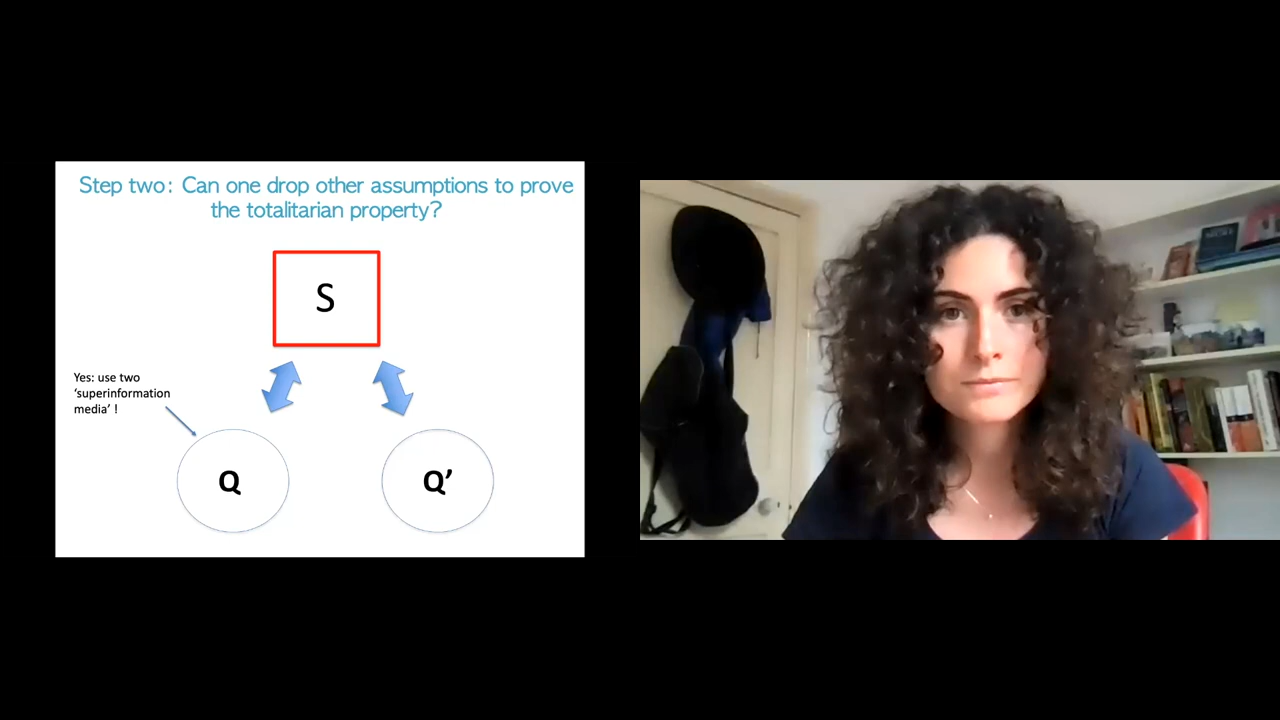 Step two: Can one drop other assumptions to prove
the totalitarian property?
S
Yes: use two
‘superinformation
media’ !
Q
Q’